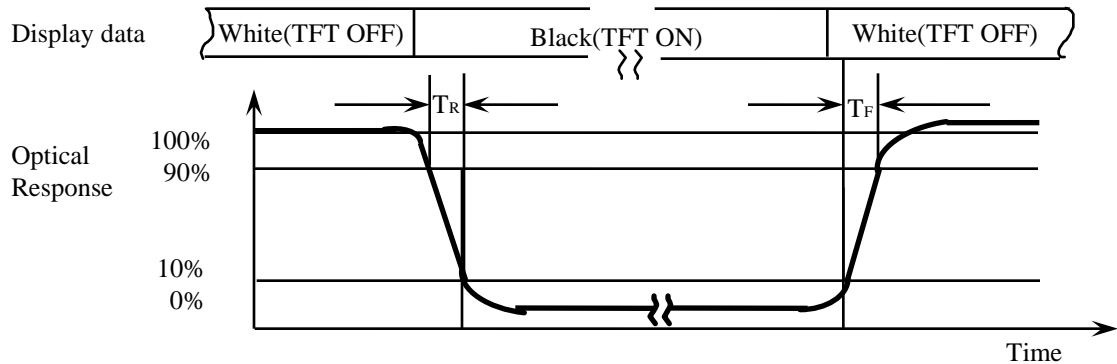 Display data White(TFT OFF) Black(TFT ON) White(TFT OFF)
TR TF
100%
Optical
Response
90%
10%
0%
Time